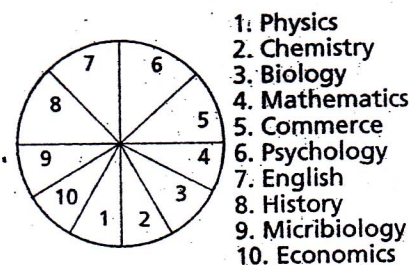 1: Physics
2. Chemistry
3. Biology
4. Mathematics
5. Commerce
6. Psychology
7. English
8. History
9. Micribiology
10. Economics
7
6
8
5
9
4
10
3
1
2